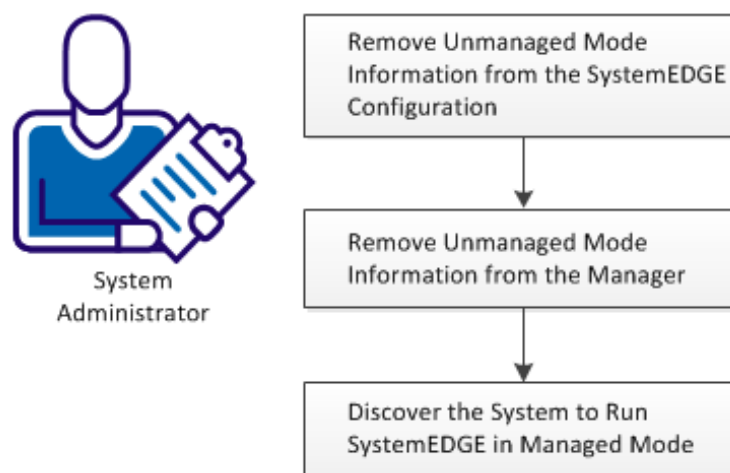 System
Administrator
Remove Unmanaged Mode
Information from the SystemEDGE
Configuration
Remove Unmanaged Mode
Information from the Manager
Discover the System to Run
SystemEDGE in Managed Mode